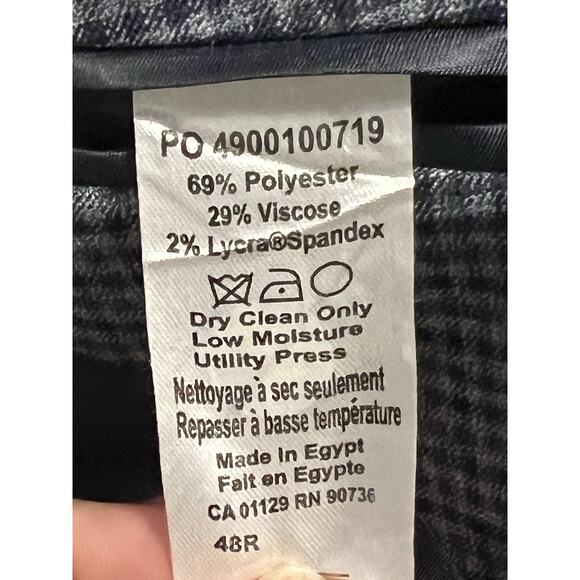 PO 4900100719
69% Polyester
29% Viscose
2% Lycra®Spandex
Dry Clean Only
Low Moisture
Utility Press
Nettoyage à sec seulement
Repasser à basse température
Made in Egypt
Fait en Egypte
CA 01129 RN 90736
48R